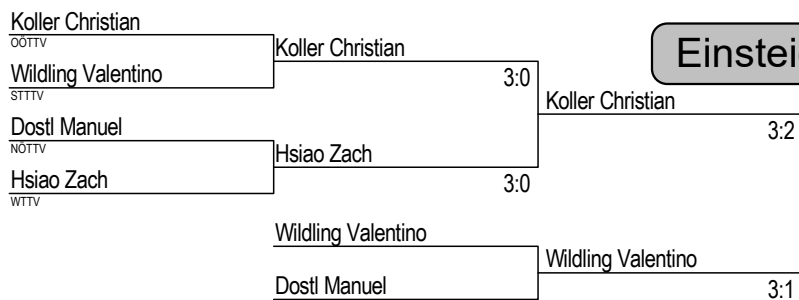 Koller Christian
OÖTTV
Koller Christian
Wildling Valentino
3:0
STTTV
Koller Christian
Dostl Manuel
3:2
NÖTTV
Hsiao Zach
Hsiao Zach
3:0
WTTV
Wildling Valentino
Wildling Valentino
Dostl Manuel
3:1